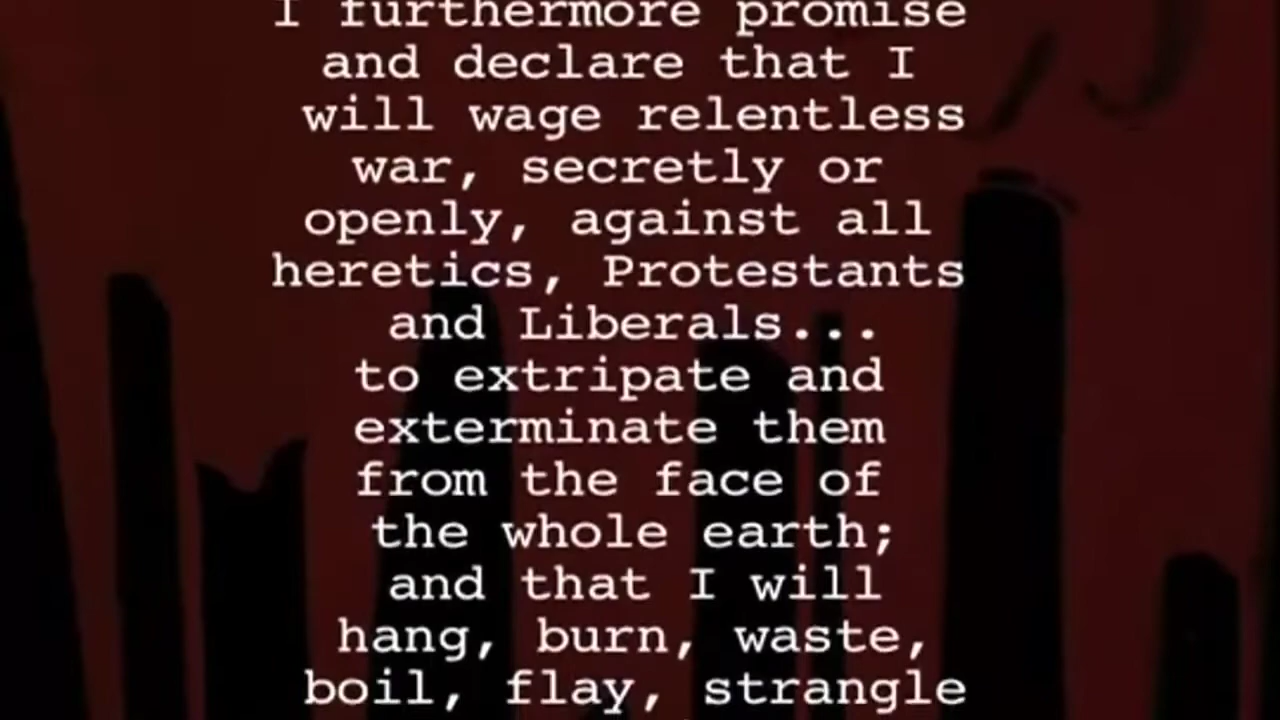 I furthermore promise
and declare that I
will wage relentless
war, secretly or
openly, against all
heretics, Protestants
and Liberals...
to extripate and
exterminate them
from the face of
the whole earth;
and that I will
hang, burn, waste,
boil, flay, strangle